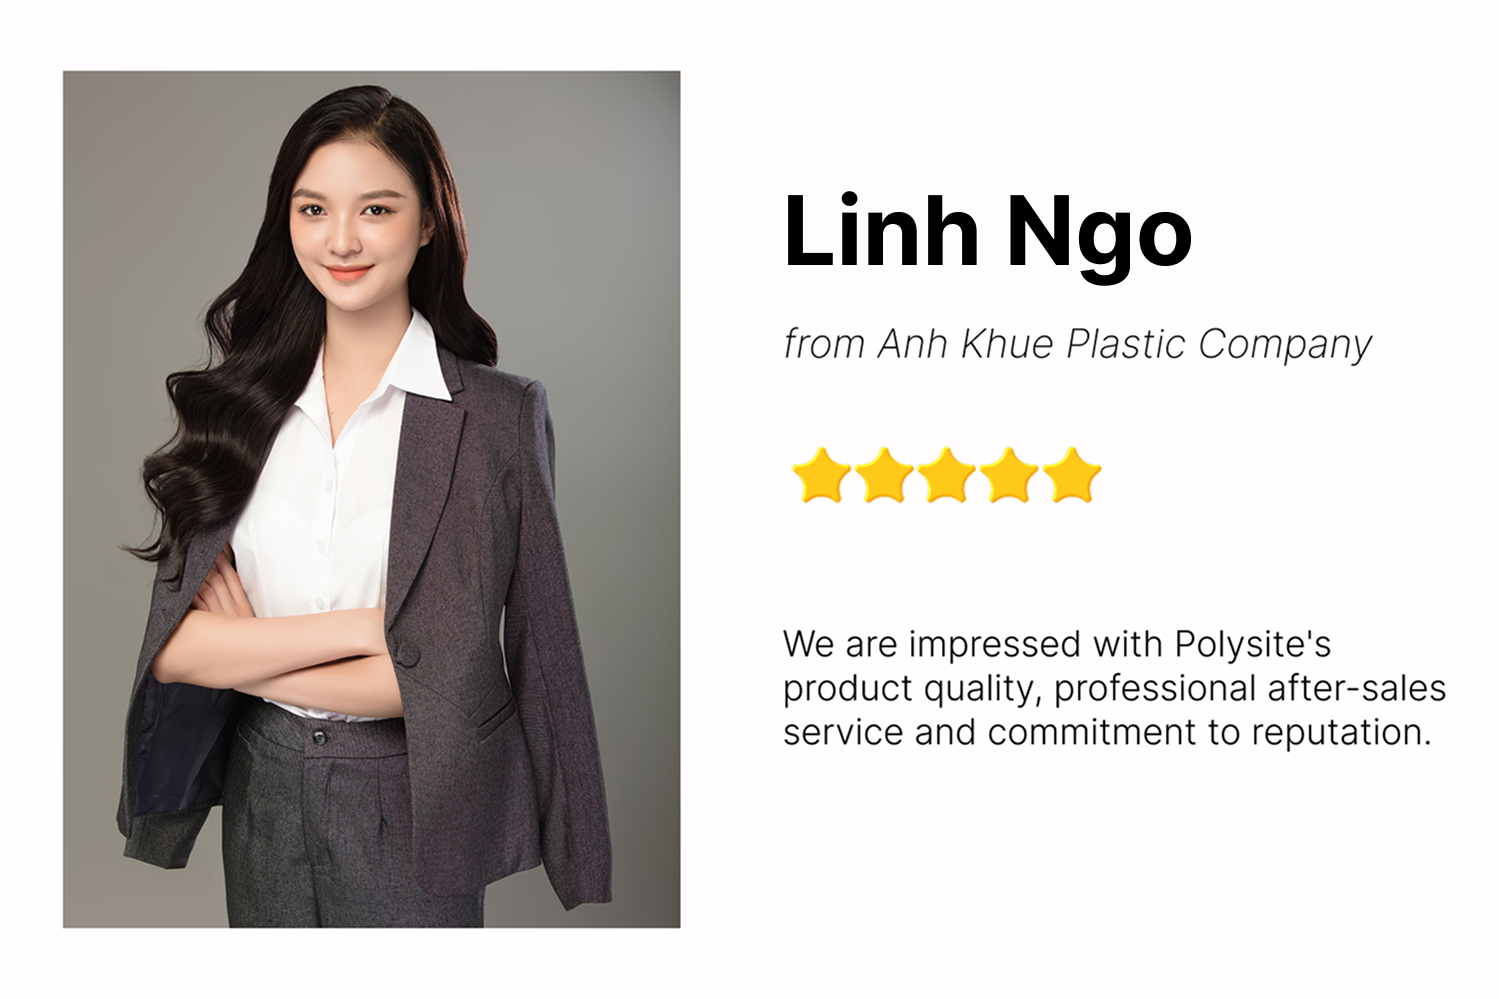 Linh Ngo
from Anh Khue Plastic Company
We are impressed with Polysite's
product quality, professional after-sales
service and commitment to reputation.